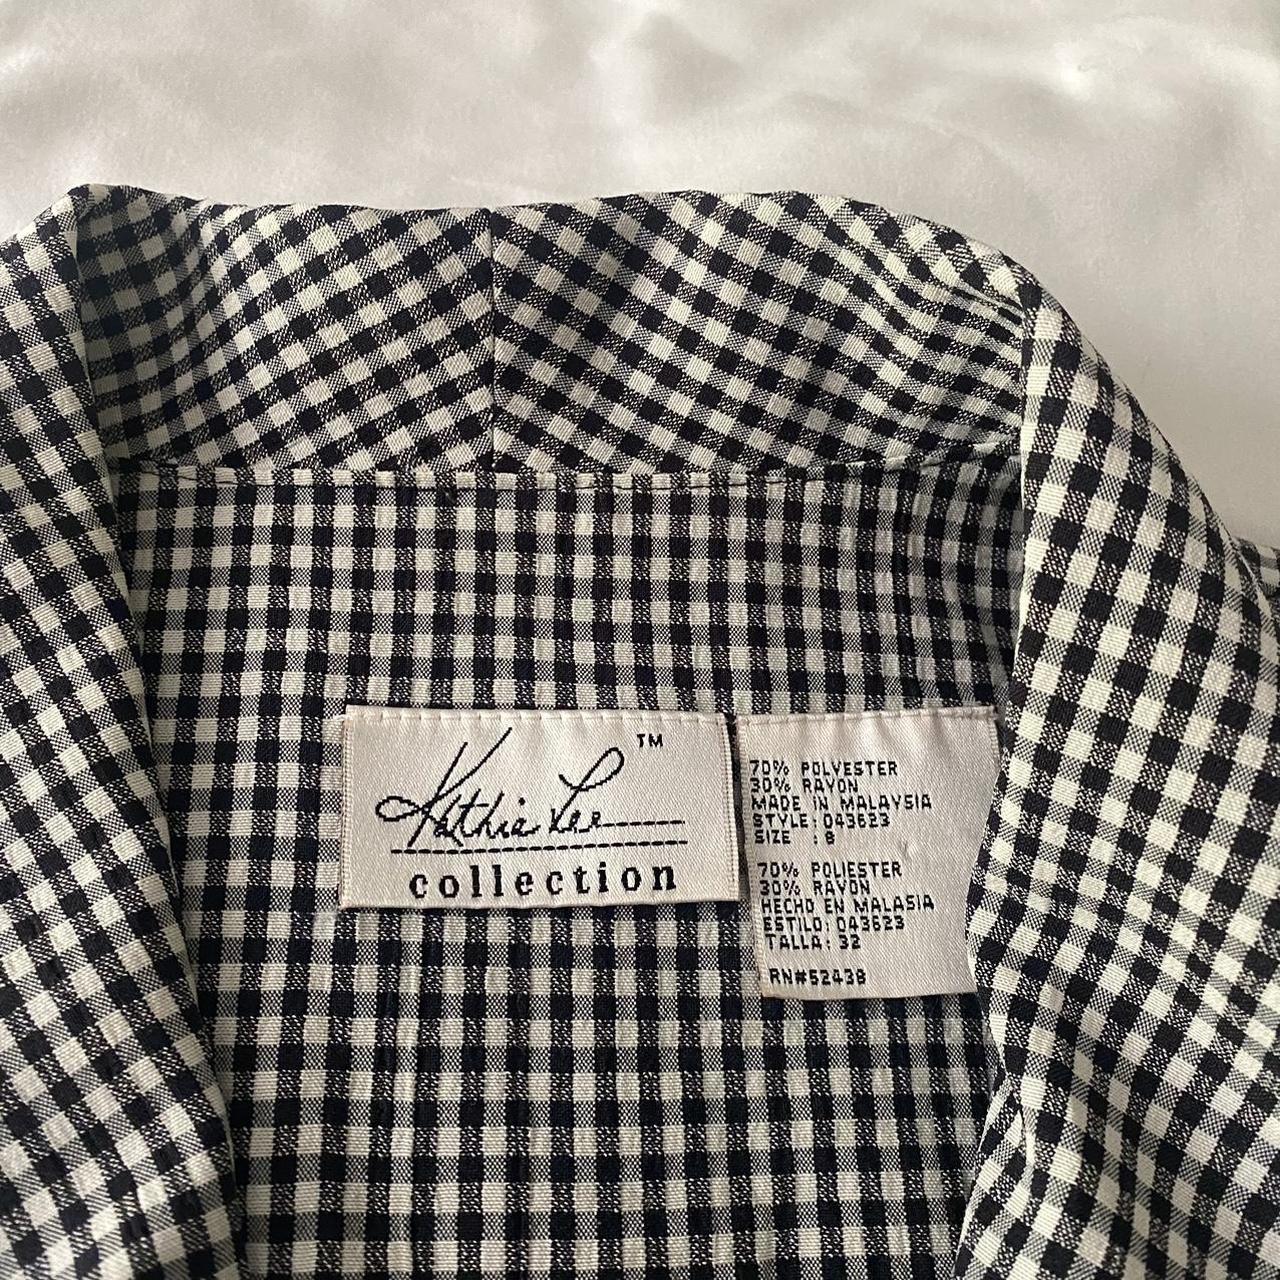 Kathie Lee ™
collection
70% POLYESTER
30% RAYON
MADE IN MALAYSIA
STYLE: 043623
SIZE : 8
70% POLIESTER
30% RAYON
HECHO EN MALASIA
ESTILO: 043623
TALLA: 32
RN#52438